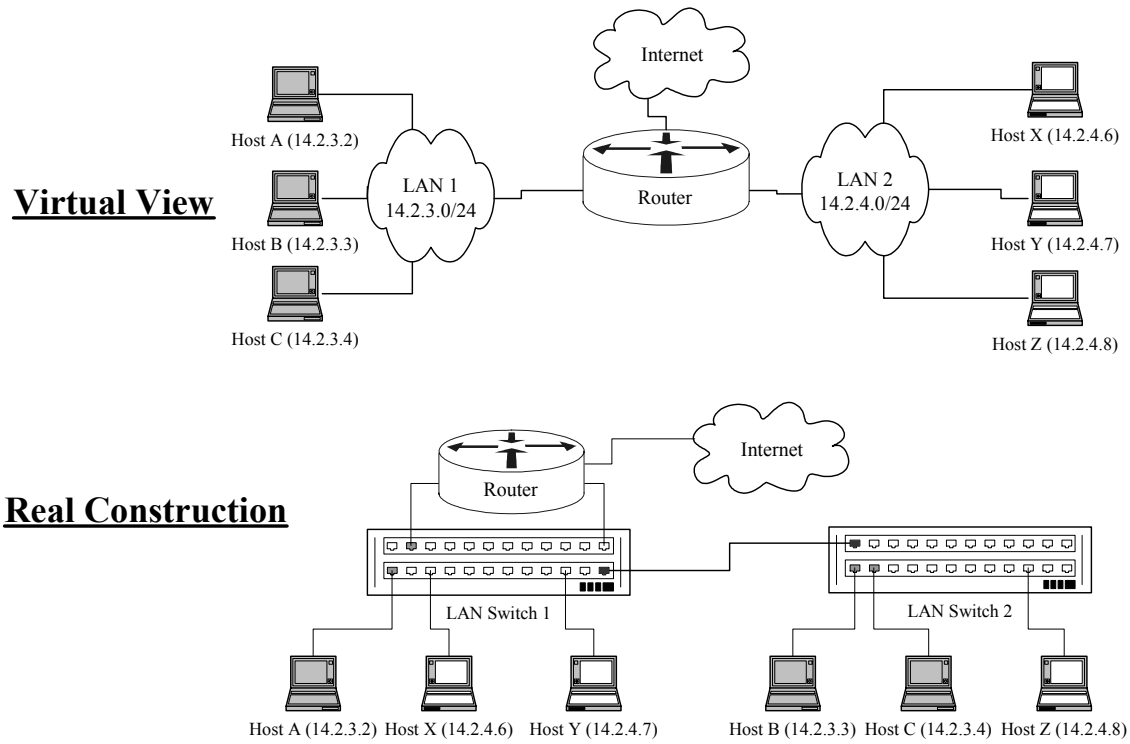 Internet
Host A (14.2.3.2)
Host X (14.2.4.6)
Virtual View
LAN 1
14.2.3.0/24
Router
LAN 2
14.2.4.0/24
Host B (14.2.3.3)
Host Y (14.2.4.7)
Host C (14.2.3.4)
Host Z (14.2.4.8)
Internet
Router
Real Construction
LAN Switch 1
LAN Switch 2
Host A (14.2.3.2)
Host X (14.2.4.6)
Host Y (14.2.4.7)
Host B (14.2.3.3)
Host C (14.2.3.4)
Host Z (14.2.4.8)